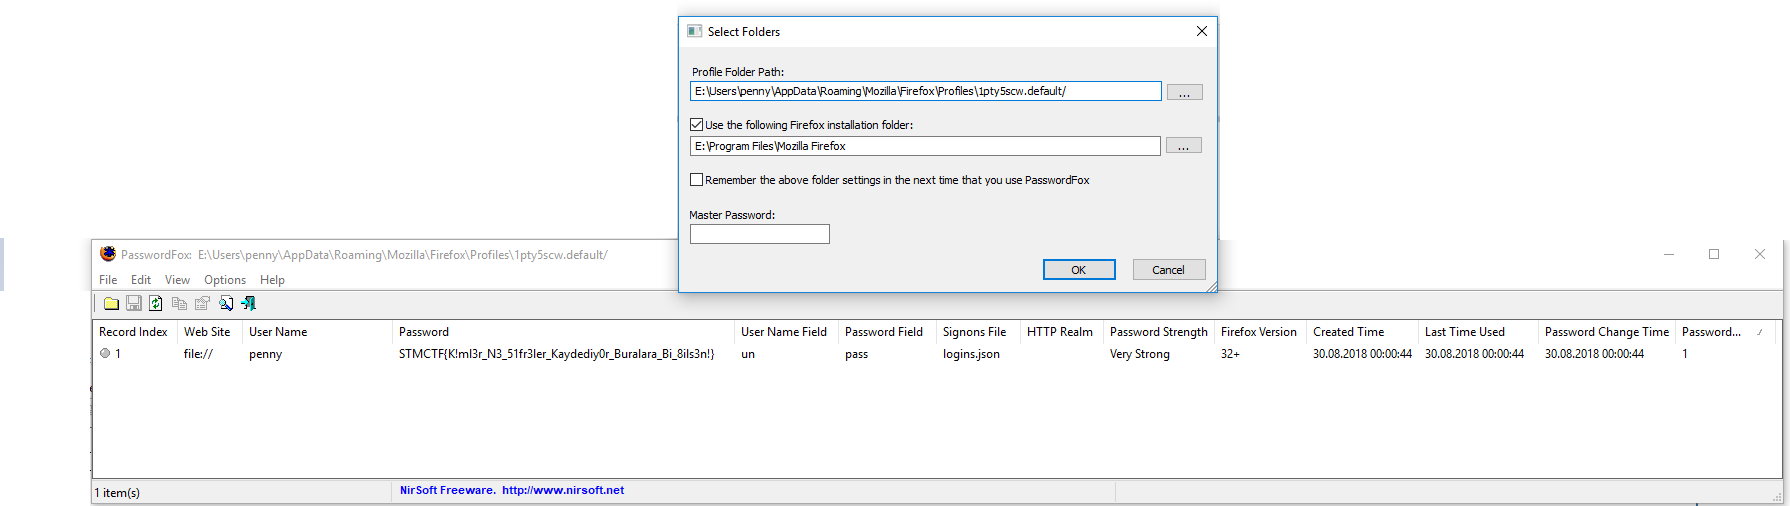 Select Folders
Profile Folder Path:
E:\Users\penny\AppData\Roaming\Mozilla\Firefox\Profiles\1pty5scw.default/
...
Use the following Firefox installation folder:
E:\Program Files\Mozilla Firefox
...
Remember the above folder settings in the next time that you use PasswordFox
Master Password:
OK Cancel
PasswordFox: E:\Users\penny\AppData\Roaming\Mozilla\Firefox\Profiles\1pty5scw.default/
File Edit View Options Help
Record Index Web Site User Name Password User Name Field Password Field Signons File HTTP Realm Password Strength Firefox Version Created Time Last Time Used Password Change Time Password...
1 file:// penny STMCTF{K!ml3r_N3_51fr3ler_Kaydediy0r_Buralara_Bi_8ils3n!} un pass logins.json Very Strong 32+ 30.08.2018 00:00:44 30.08.2018 00:00:44 30.08.2018 00:00:44 1
1 item(s) NirSoft Freeware. http://www.nirsoft.net